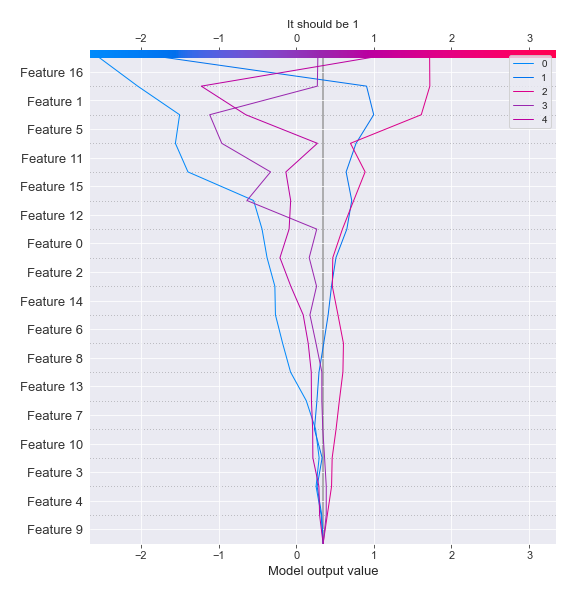 It should be 1
−2 −1 0 1 2 3
0
1
2
3
4
Feature 16
Feature 1
Feature 5
Feature 11
Feature 15
Feature 12
Feature 0
Feature 2
Feature 14
Feature 6
Feature 8
Feature 13
Feature 7
Feature 10
Feature 3
Feature 4
Feature 9
−2 −1 0 1 2 3
Model output value